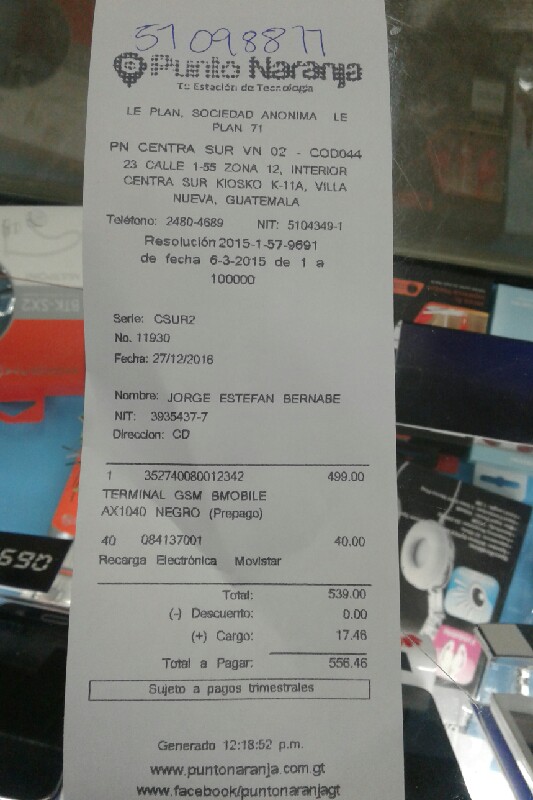 51098877
Punto Naranja
Tu Estación de Tecnología
LE PLAN, SOCIEDAD ANONIMA LE
PLAN 71
PN CENTRA SUR VN 02 - COD044
23 CALLE 1-55 ZONA 12, INTERIOR
CENTRA SUR KIOSKO K-11A, VILLA
NUEVA, GUATEMALA
Teléfono: 2480-4689 NIT: 5104349-1
Resolución 2015-1-57-9691
de fecha 6-3-2015 de 1 a
100000
Serie: CSUR2
No. 11930
Fecha: 27/12/2016
Nombre: JORGE ESTEFAN BERNABE
NIT: 3935437-7
Direccion: CD
1 352740080012342 499.00
TERMINAL GSM BMOBILE
AX1040 NEGRO (Prepago)
40 084137001 40.00
Recarga Electrónica Movistar
Total: 539.00
(-) Descuento: 0.00
(+) Cargo: 17.46
Total a Pagar: 556.46
Sujeto a pagos trimestrales
Generado 12:18:52 p.m.
www.puntonaranja.com.gt
www.facebook/puntonaranjagt
BTK-SX2
690